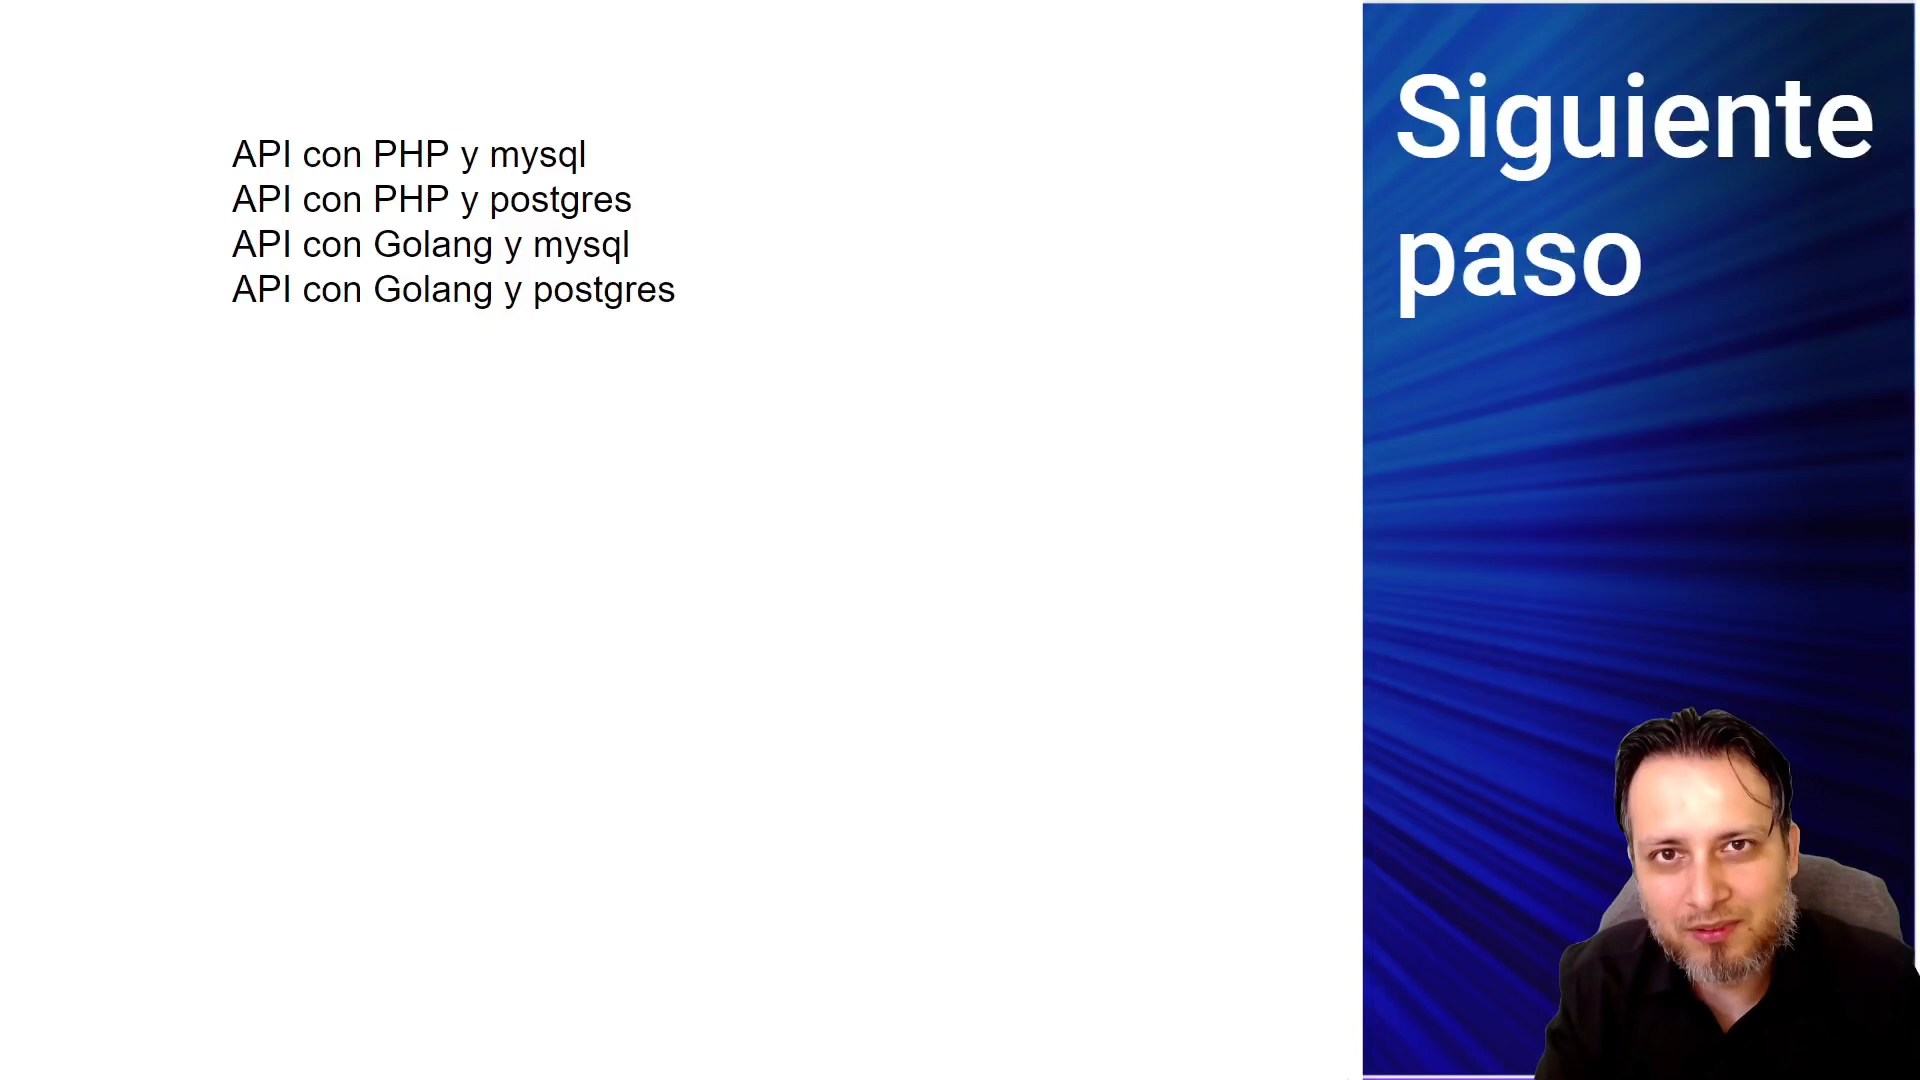 API con PHP y mysql
API con PHP y postgres
API con Golang y mysql
API con Golang y postgres
Siguiente
paso